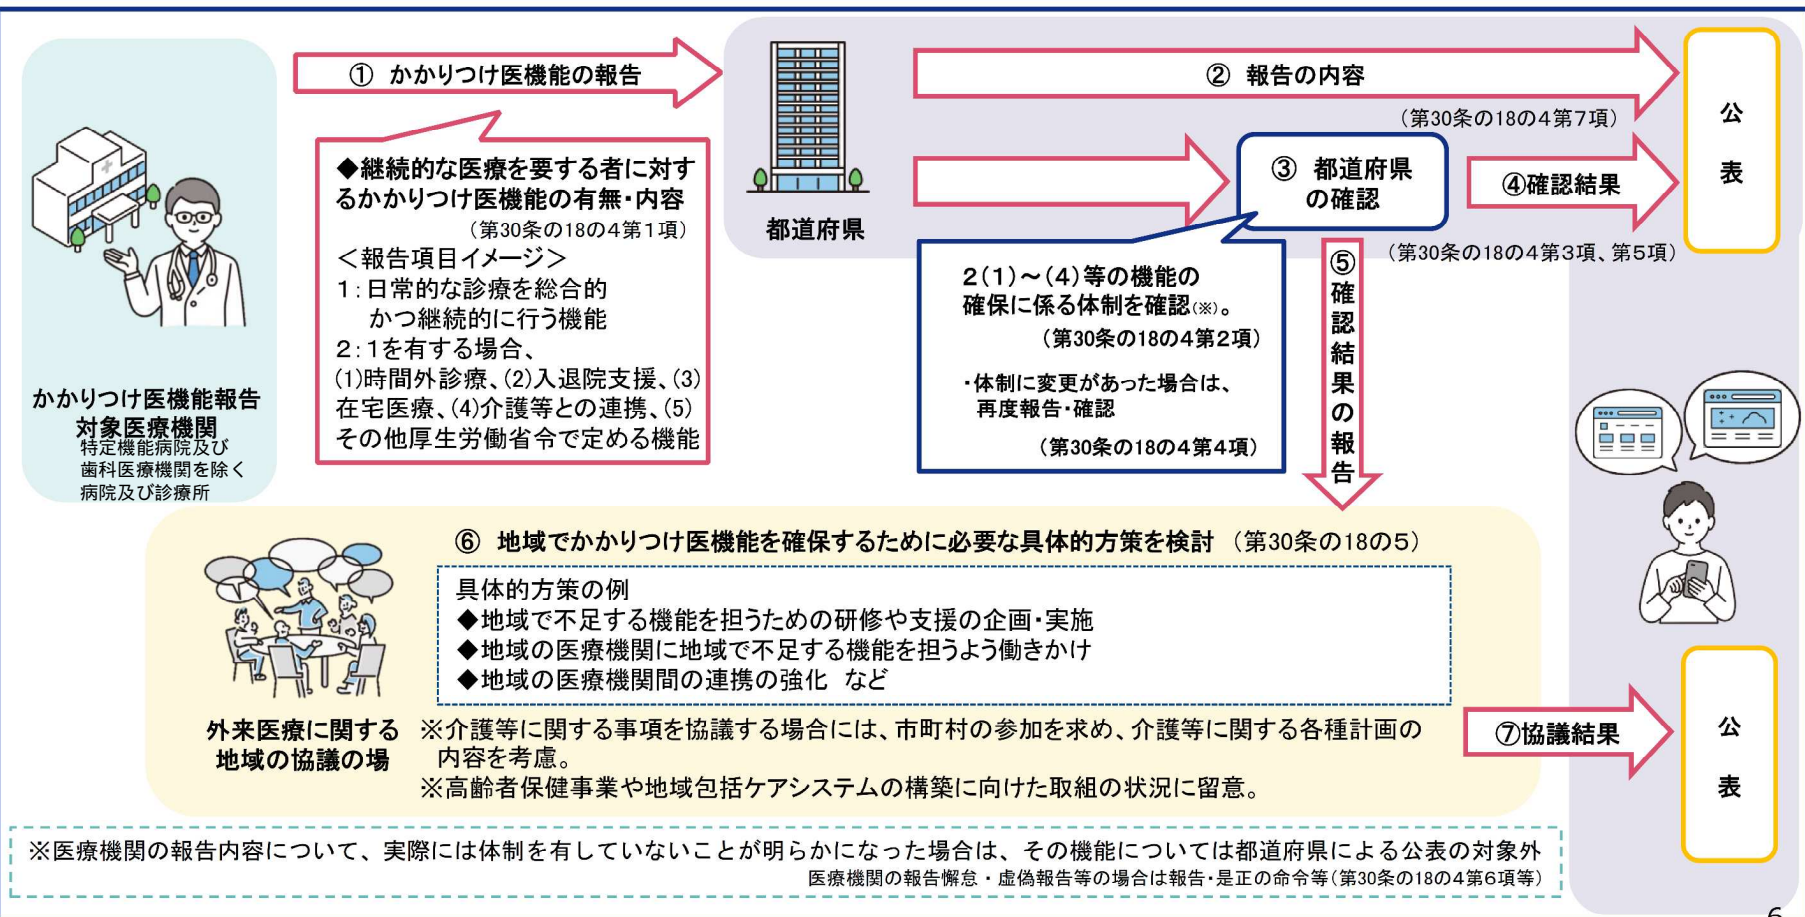 ① かかりつけ医機能の報告
② 報告の内容
(第30条の18の4第7項)
公
表
◆継続的な医療を要する者に対す
るかかりつけ医機能の有無・内容
(第30条の18の4第1項)
＜報告項目イメージ＞
1：日常的な診療を総合的
かつ継続的に行う機能
2：1を有する場合、
(1)時間外診療、(2)入退院支援、(3)
在宅医療、(4)介護等との連携、(5)
その他厚生労働省令で定める機能
都道府県
③ 都道府県
の確認
④確認結果
(第30条の18の4第3項、第5項)
2(1)～(4)等の機能の
確保に係る体制を確認(※)。
(第30条の18の4第2項)
・体制に変更があった場合は、
再度報告・確認
(第30条の18の4第4項)
⑤確認結果の報告
かかりつけ医機能報告
対象医療機関
特定機能病院及び
歯科医療機関を除く
病院及び診療所
⑥ 地域でかかりつけ医機能を確保するために必要な具体的方策を検討 (第30条の18の5)
具体的方策の例
◆地域で不足する機能を担うための研修や支援の企画・実施
◆地域の医療機関に地域で不足する機能を担うよう働きかけ
◆地域の医療機関間の連携の強化 など
外来医療に関する
地域の協議の場
※介護等に関する事項を協議する場合には、市町村の参加を求め、介護等に関する各種計画の
内容を考慮。
※高齢者保健事業や地域包括ケアシステムの構築に向けた取組の状況に留意。
⑦協議結果
公
表
※医療機関の報告内容について、実際には体制を有していないことが明らかになった場合は、その機能については都道府県による公表の対象外
医療機関の報告懈怠・虚偽報告等の場合は報告・是正の命令等(第30条の18の4第6項等)
6